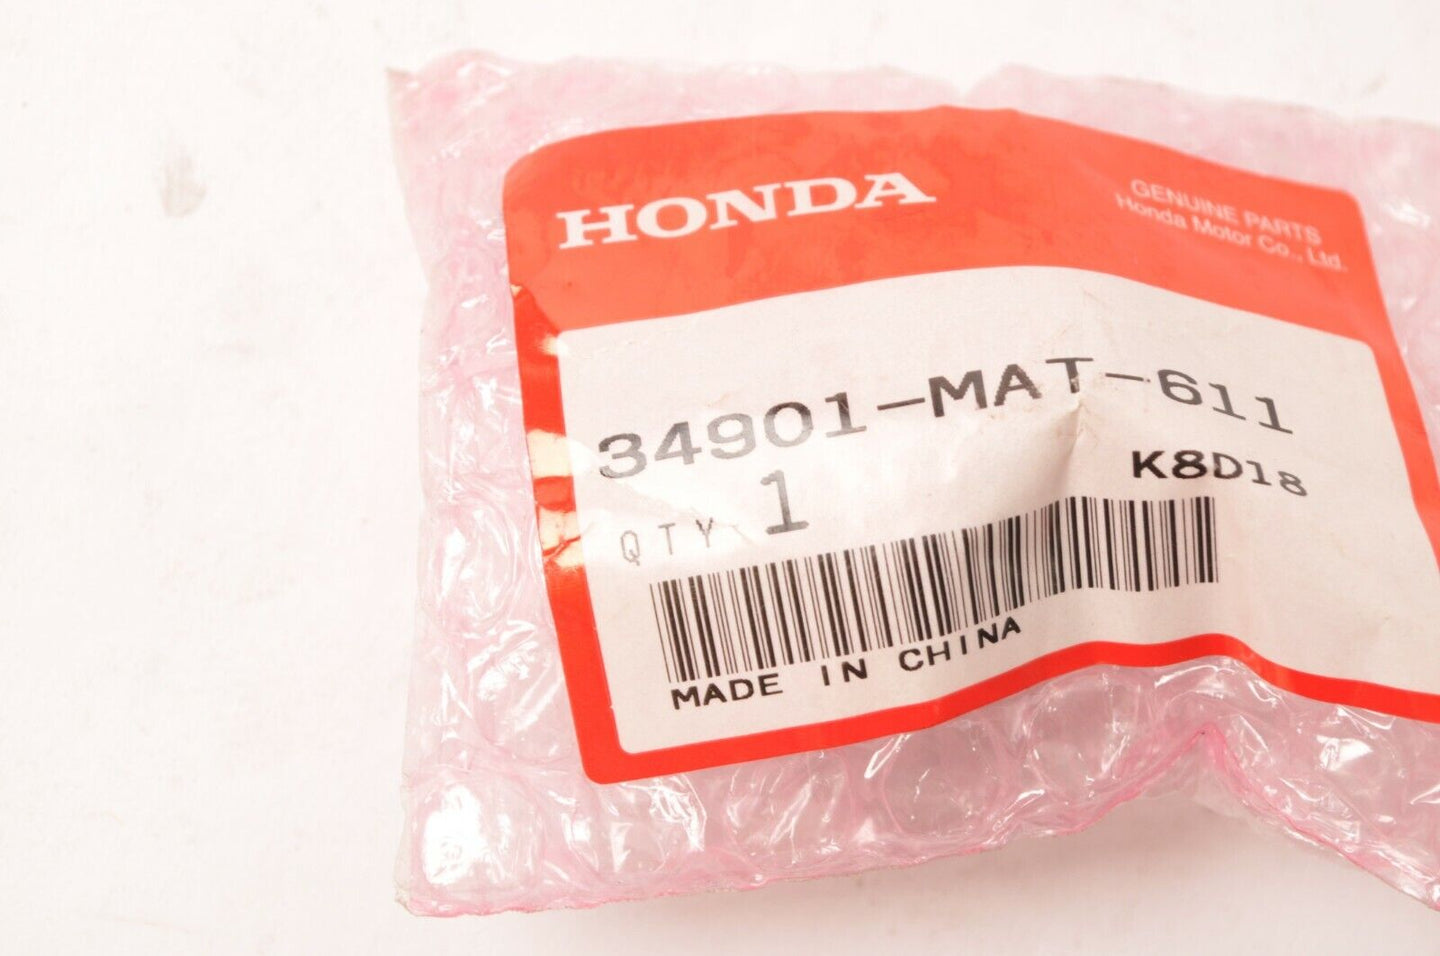 HONDA
GENUINE PARTS
Honda Motor Co., Ltd.
34901-MAT-611
K8D18
QTY 1
MADE IN CHINA